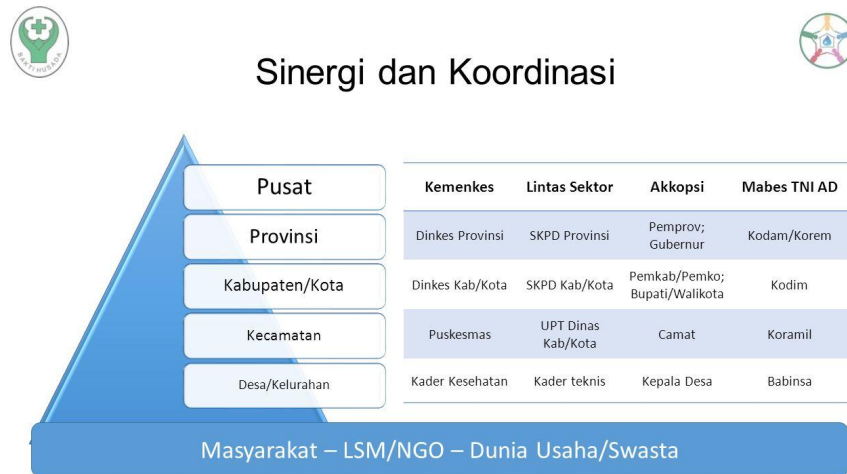 BAKTI HUSADA
Sinergi dan Koordinasi
Pusat
Kemenkes
Lintas Sektor
Akkopsi
Mabes TNI AD
Provinsi
Dinkes Provinsi
SKPD Provinsi
Pemprov;
Gubernur
Kodam/Korem
Kabupaten/Kota
Dinkes Kab/Kota
SKPD Kab/Kota
Pemkab/Pemko;
Bupati/Walikota
Kodim
Kecamatan
Puskesmas
UPT Dinas
Kab/Kota
Camat
Koramil
Desa/Kelurahan
Kader Kesehatan
Kader teknis
Kepala Desa
Babinsa
Masyarakat – LSM/NGO – Dunia Usaha/Swasta